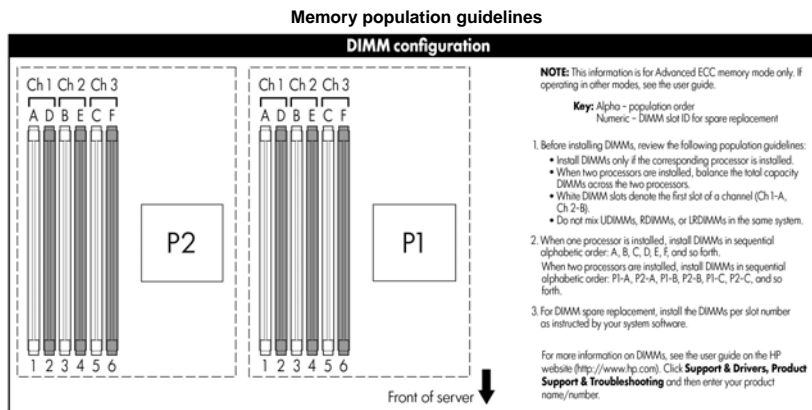 Memory population guidelines
DIMM configuration
Ch 1 Ch 2 Ch 3
A D B E C F
P2
1 2 3 4 5 6
Ch 1 Ch 2 Ch 3
A D B E C F
P1
1 2 3 4 5 6
Front of server
NOTE: This information is for Advanced ECC memory mode only. If
operating in other modes, see the user guide.
Key: Alpha – population order
Numeric – DIMM slot ID for spare replacement
1. Before installing DIMMs, review the following population guidelines:
• Install DIMMs only if the corresponding processor is installed.
• When two processors are installed, balance the total capacity
DIMMs across the two processors.
• White DIMM slots denote the first slot of a channel (Ch 1-A,
Ch 2-B).
• Do not mix UDIMMs, RDIMMs, or LRDIMMs in the same system.
2. When one processor is installed, install DIMMs in sequential
alphabetic order: A, B, C, D, E, F, and so forth.
When two processors are installed, install DIMMs in sequential
alphabetic order: P1-A, P2-A, P1-B, P2-B, P1-C, P2-C, and so
forth.
3. For DIMM spare replacement, install the DIMMs per slot number
as instructed by your system software.
For more information on DIMMs, see the user guide on the HP
website (http://www.hp.com). Click Support & Drivers, Product
Support & Troubleshooting and then enter your product
name/number.